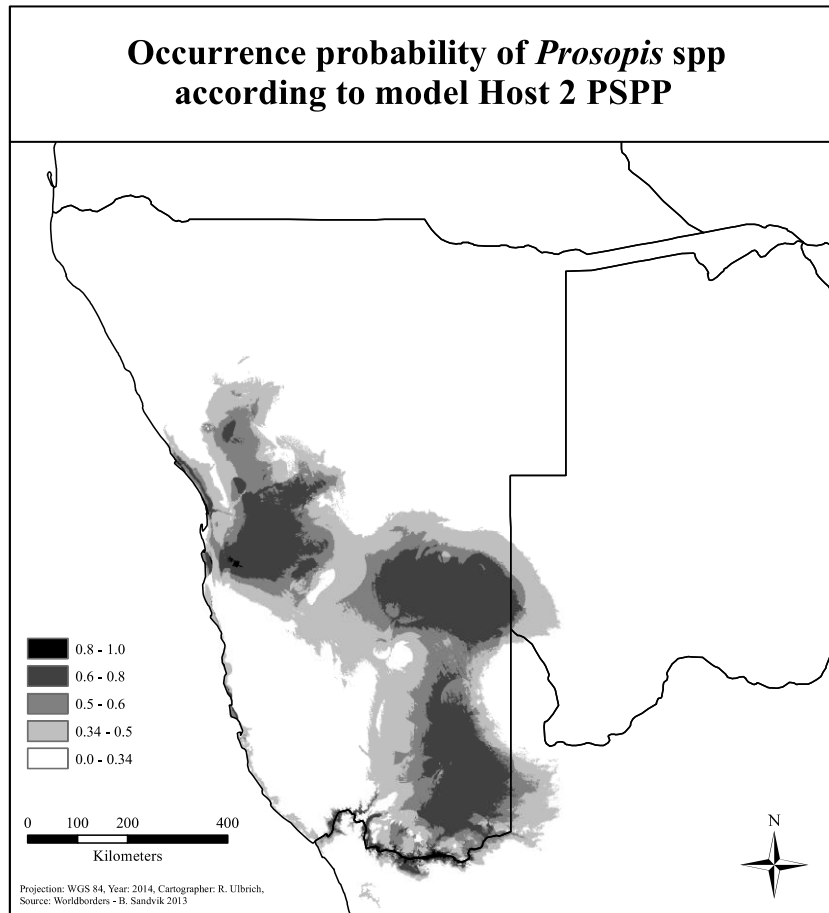 Occurrence probability of Prosopis spp
according to model Host 2 PSPP
0.8 - 1.0
0.6 - 0.8
0.5 - 0.6
0.34 - 0.5
0.0 - 0.34
0 100 200 400
Kilometers
N
Projection: WGS 84, Year: 2014, Cartographer: R. Ulbrich,
Source: Worldborders - B. Sandvik 2013